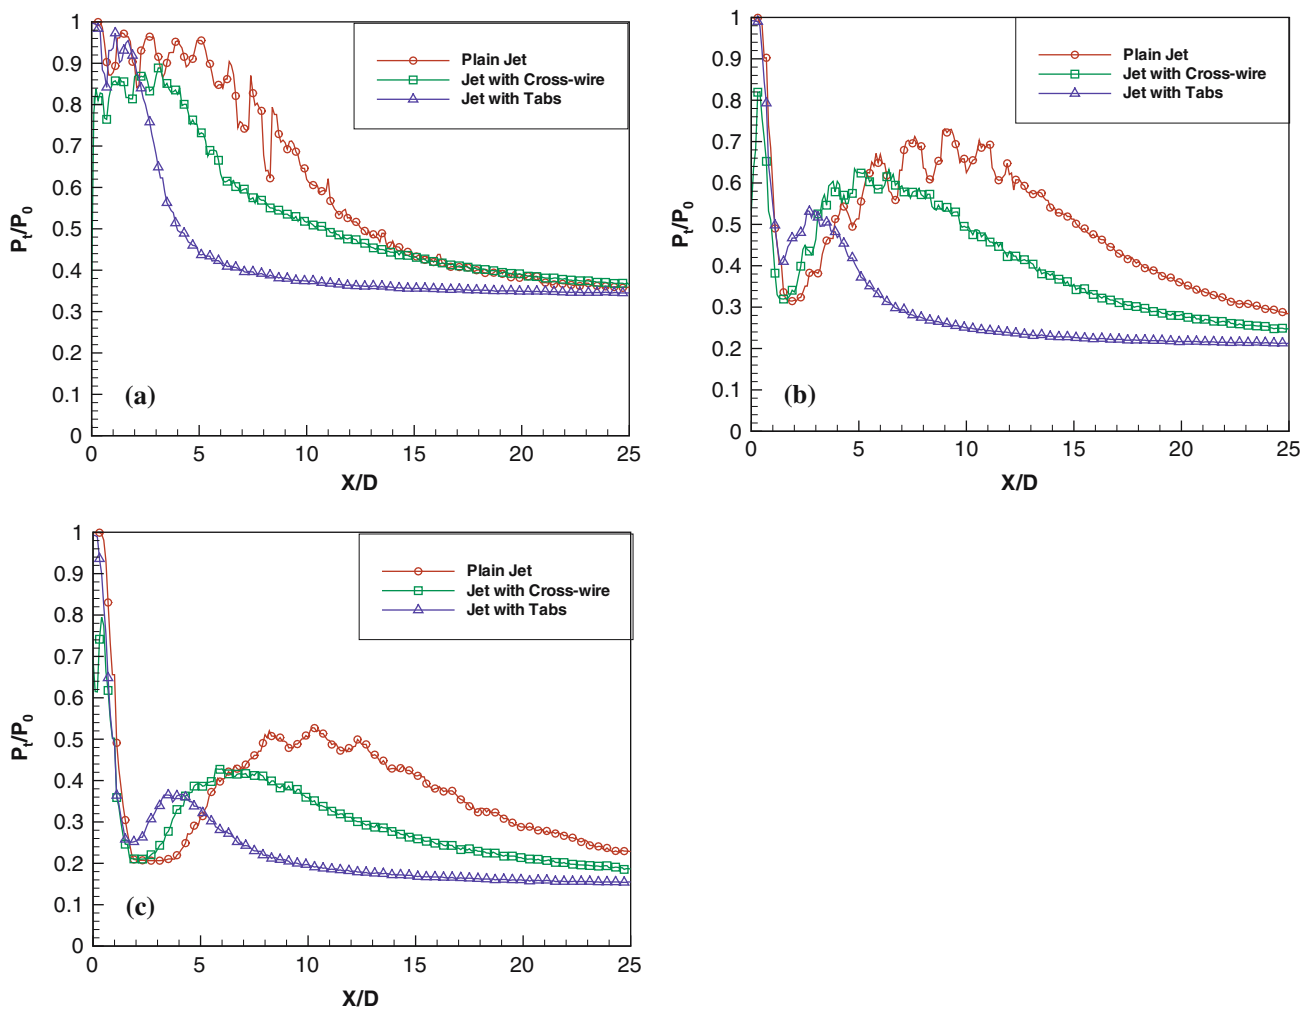 1
0.9
0.8
0.7
0.6
0.5
0.4
0.3
0.2
0.1
0
Pt/P0
Plain Jet
Jet with Cross-wire
Jet with Tabs
(a)
0 5 10 15 20 25
X/D
1
0.9
0.8
0.7
0.6
0.5
0.4
0.3
0.2
0.1
0
Pt/P0
Plain Jet
Jet with Cross-wire
Jet with Tabs
(b)
0 5 10 15 20 25
X/D
1
0.9
0.8
0.7
0.6
0.5
0.4
0.3
0.2
0.1
0
Pt/P0
Plain Jet
Jet with Cross-wire
Jet with Tabs
(c)
0 5 10 15 20 25
X/D